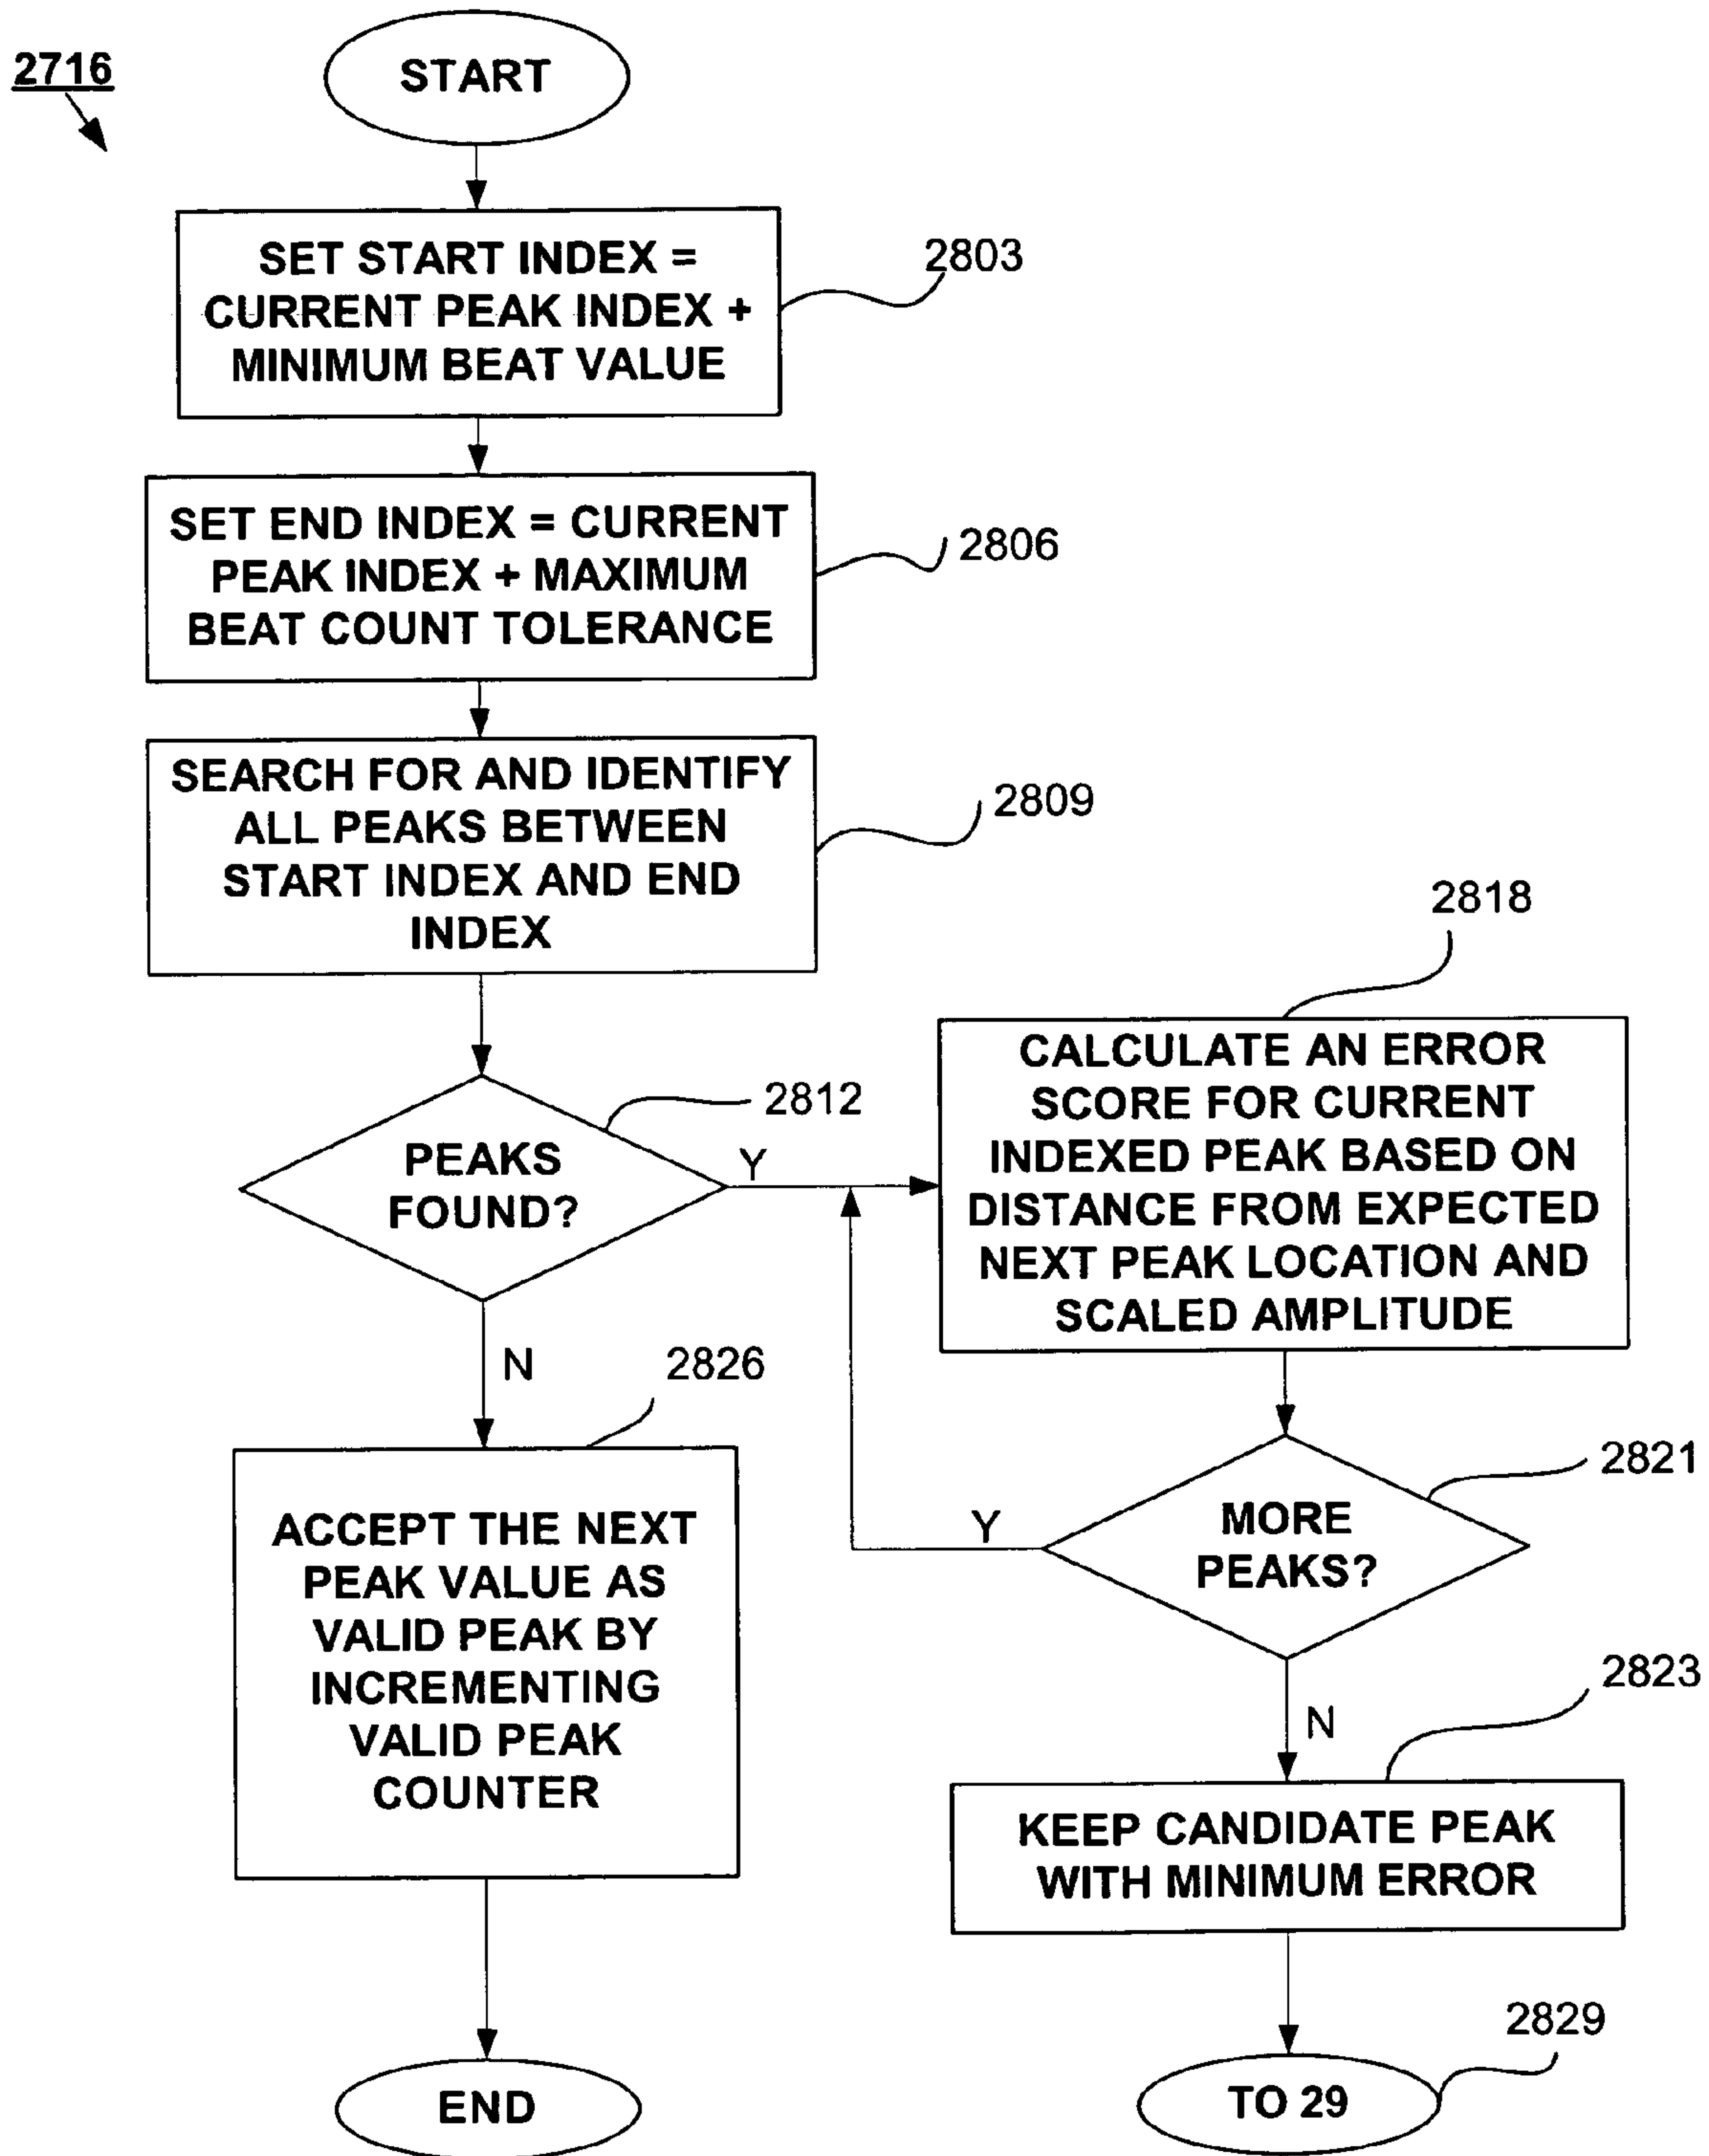 2716
START
SET START INDEX =
CURRENT PEAK INDEX +
MINIMUM BEAT VALUE
2803
SET END INDEX = CURRENT
PEAK INDEX + MAXIMUM
BEAT COUNT TOLERANCE
2806
SEARCH FOR AND IDENTIFY
ALL PEAKS BETWEEN
START INDEX AND END
INDEX
2809
PEAKS
FOUND?
2812
Y
N
2818
CALCULATE AN ERROR
SCORE FOR CURRENT
INDEXED PEAK BASED ON
DISTANCE FROM EXPECTED
NEXT PEAK LOCATION AND
SCALED AMPLITUDE
2826
ACCEPT THE NEXT
PEAK VALUE AS
VALID PEAK BY
INCREMENTING
VALID PEAK
COUNTER
END
2821
MORE
PEAKS?
Y
N
2823
KEEP CANDIDATE PEAK
WITH MINIMUM ERROR
2829
TO 29